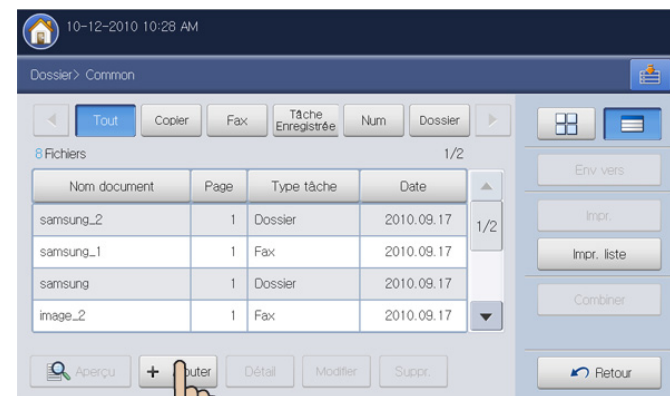 10-12-2010 10:28 AM
Dossier> Common
Tout Copier Fax Tâche Enregistrée Num Dossier
8 Fichiers 1/2
Nom document Page Type tâche Date
samsung_2 1 Dossier 2010.09.17
1/2
samsung_1 1 Fax 2010.09.17
samsung 1 Dossier 2010.09.17
image_2 1 Fax 2010.09.17
Aperçu + Détail Modifier Suppr.
Env vers
Impr.
Impr. liste
Combiner
Retour